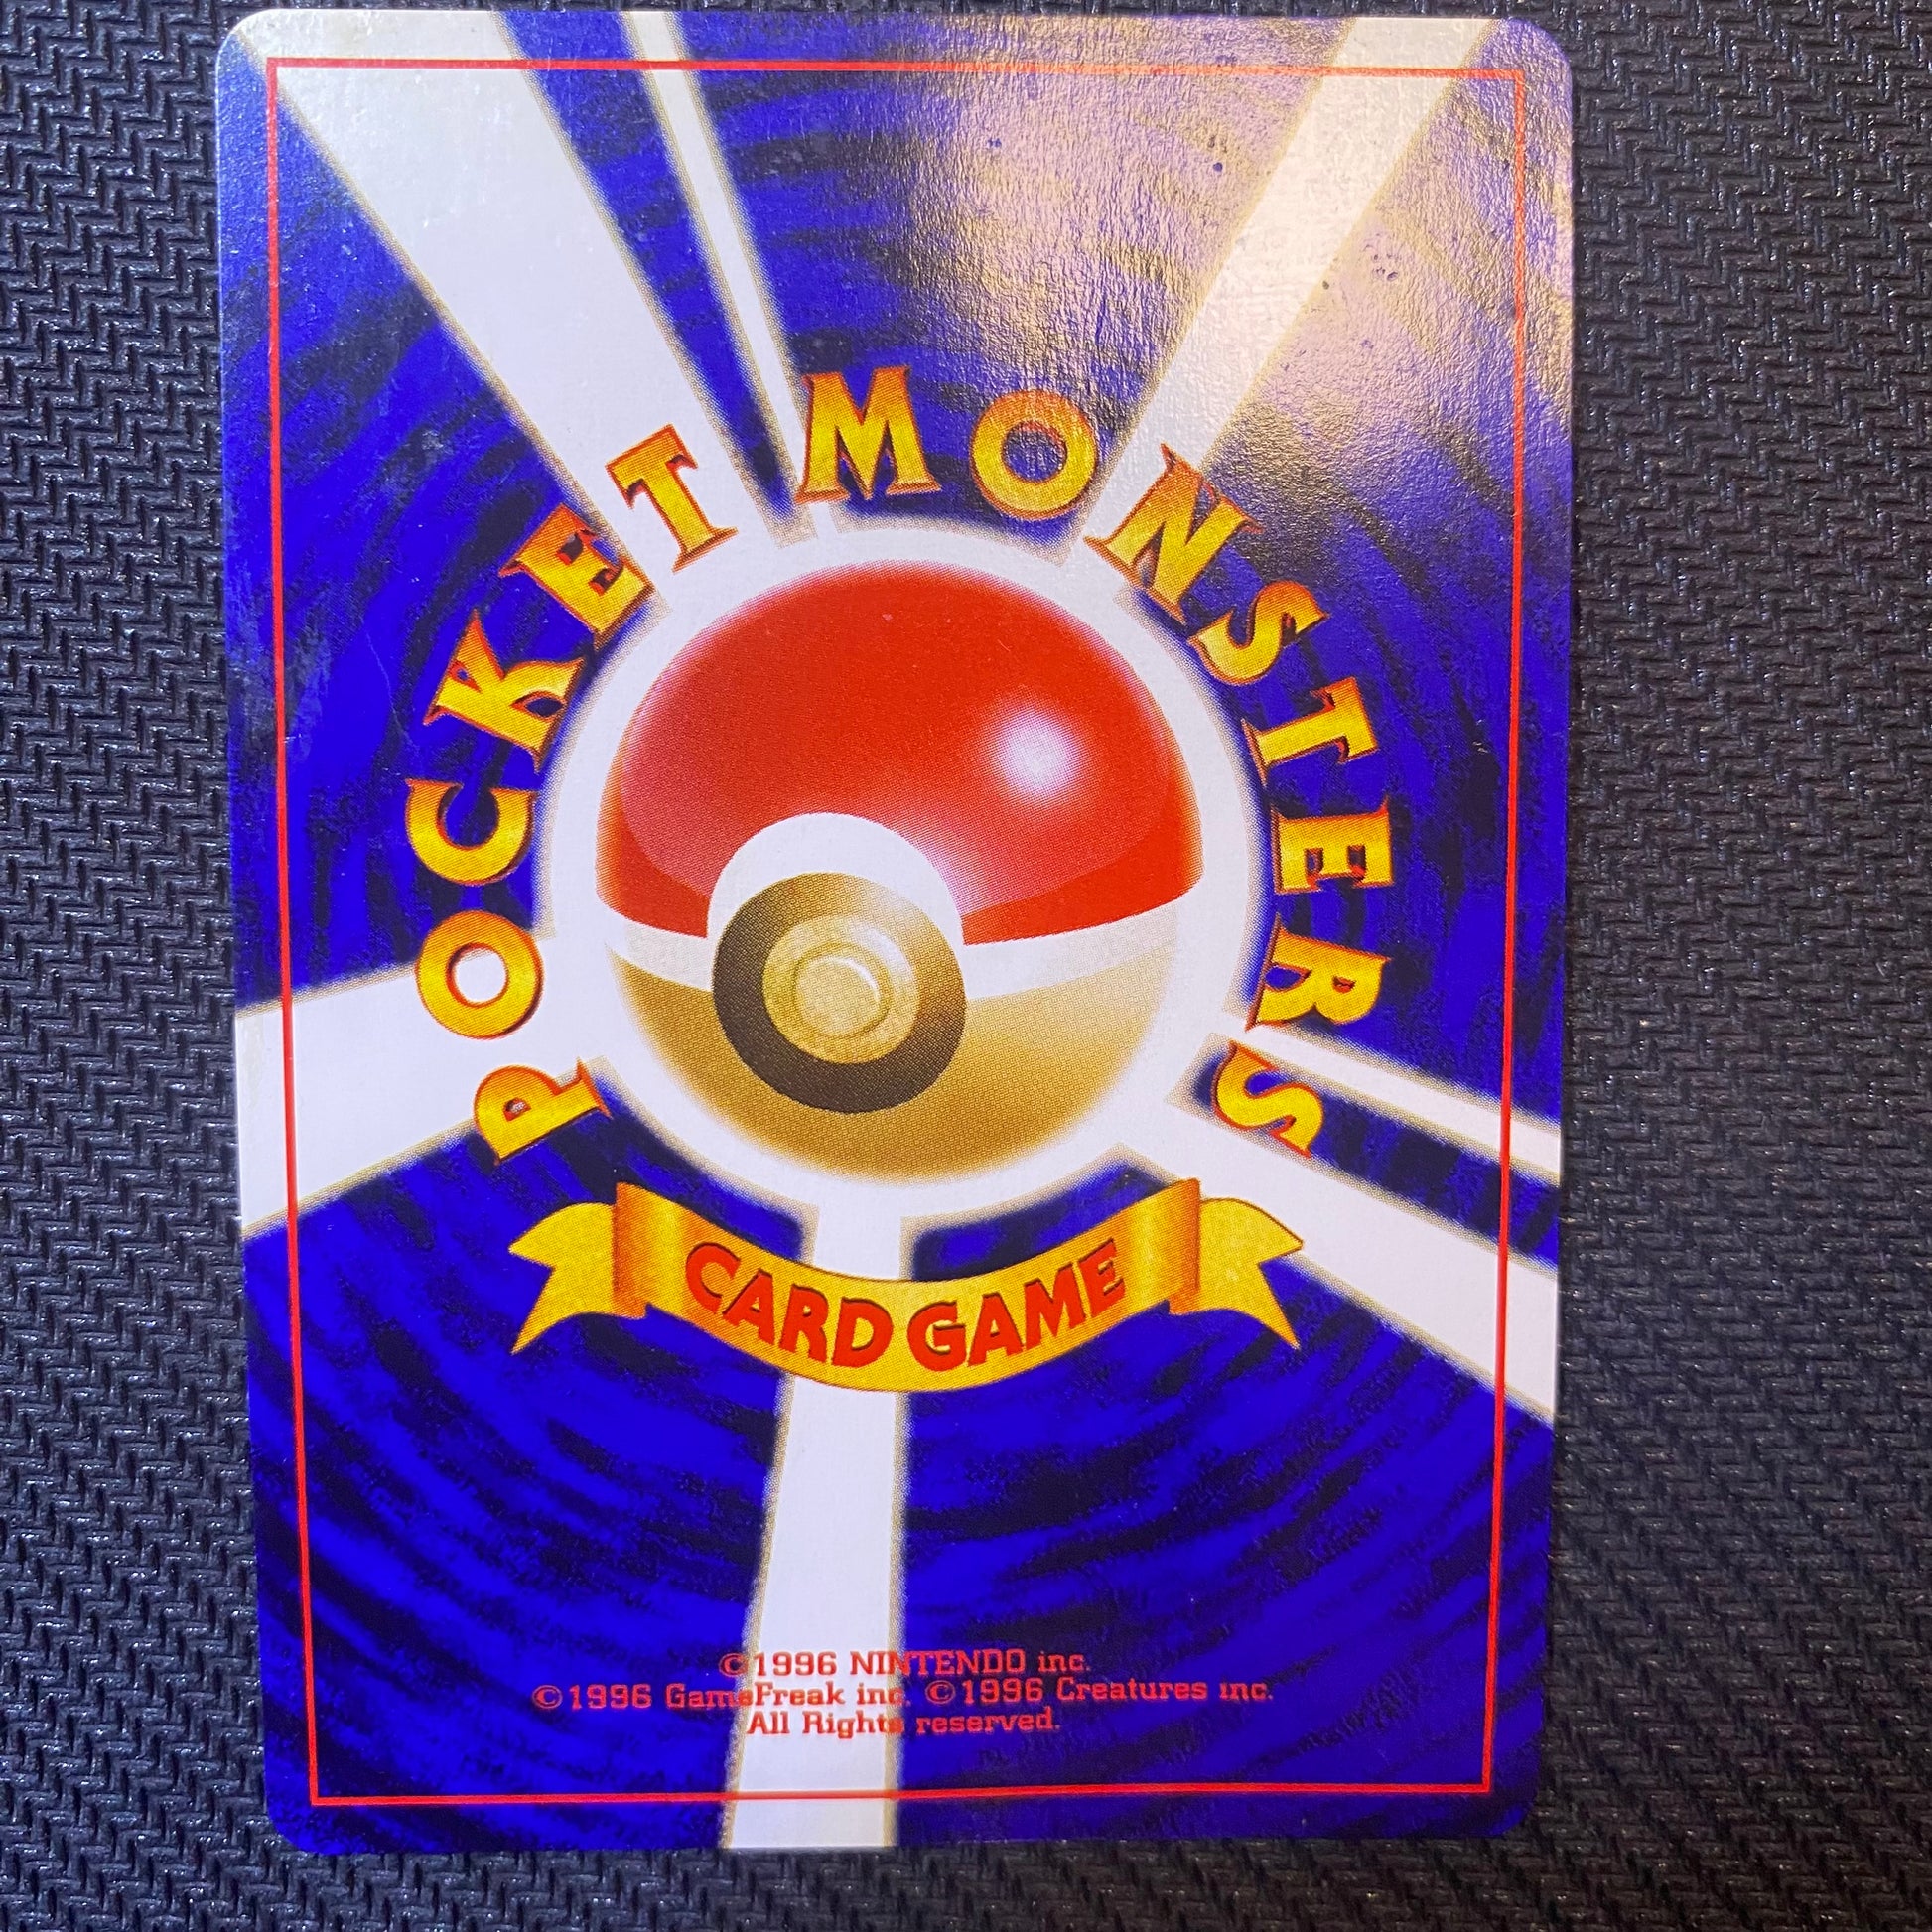 POCKET MONSTERS
CARD GAME
©1996 NINTENDO inc.
©1996 GameFreak inc. ©1996 Creatures inc.
All Rights reserved.